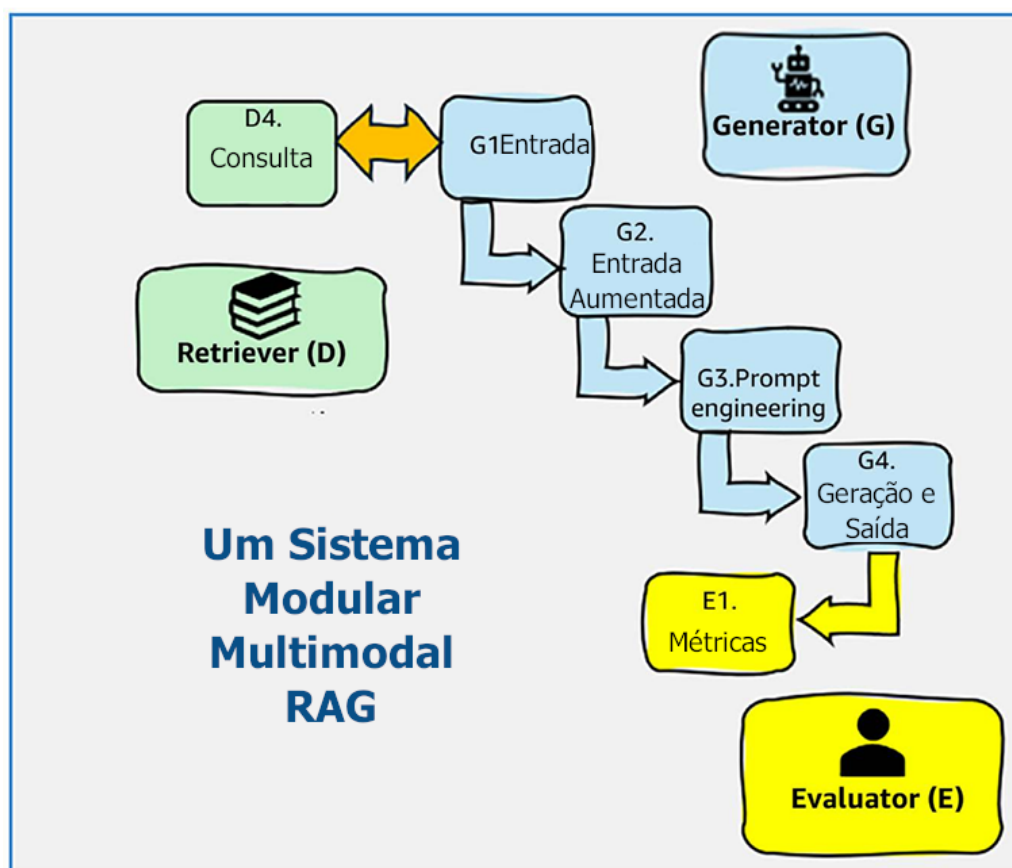 Generator (G)
D4.
Consulta
G1Entrada
G2.
Entrada
Aumentada
Retriever (D)
G3.Prompt
engineering
G4.
Geração e
Saída
Um Sistema
Modular
Multimodal
RAG
E1.
Métricas
Evaluator (E)